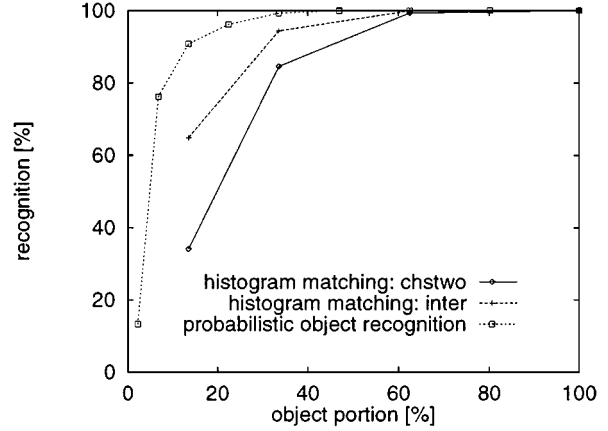 100
80
60
40
20
0
recognition [%]
histogram matching: chstwo
histogram matching: inter
probabilistic object recognition
0 20 40 60 80 100
object portion [%]